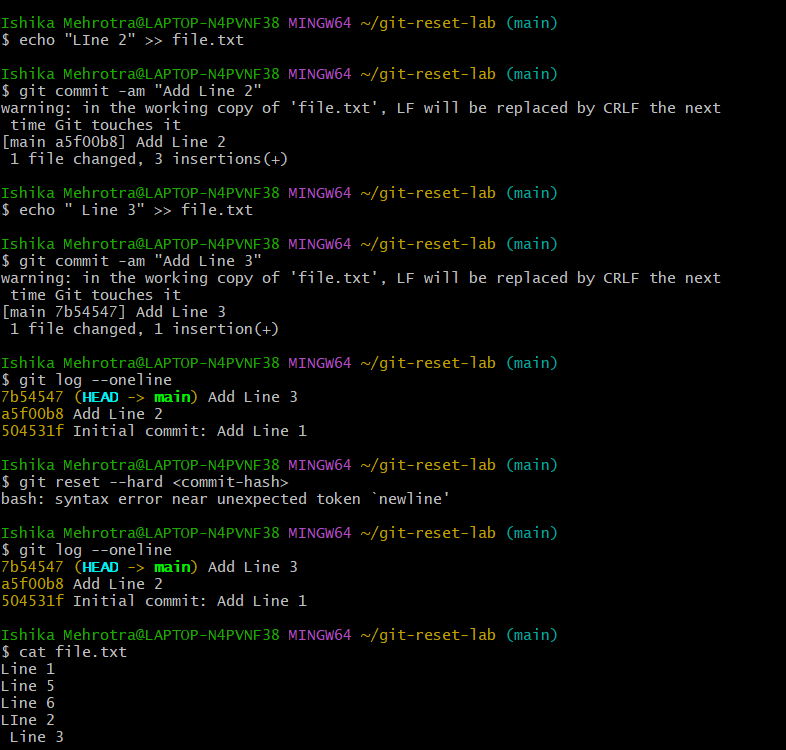 Ishika Mehrotra@LAPTOP-N4PVNF38 MINGW64 ~/git-reset-lab (main)
$ echo "LIne 2" >> file.txt
Ishika Mehrotra@LAPTOP-N4PVNF38 MINGW64 ~/git-reset-lab (main)
$ git commit -am "Add Line 2"
warning: in the working copy of 'file.txt', LF will be replaced by CRLF the next
 time Git touches it
[main a5f00b8] Add Line 2
 1 file changed, 3 insertions(+)
Ishika Mehrotra@LAPTOP-N4PVNF38 MINGW64 ~/git-reset-lab (main)
$ echo " Line 3" >> file.txt
Ishika Mehrotra@LAPTOP-N4PVNF38 MINGW64 ~/git-reset-lab (main)
$ git commit -am "Add Line 3"
warning: in the working copy of 'file.txt', LF will be replaced by CRLF the next
 time Git touches it
[main 7b54547] Add Line 3
 1 file changed, 1 insertion(+)
Ishika Mehrotra@LAPTOP-N4PVNF38 MINGW64 ~/git-reset-lab (main)
$ git log --oneline
7b54547 (HEAD -> main) Add Line 3
a5f00b8 Add Line 2
504531f Initial commit: Add Line 1
Ishika Mehrotra@LAPTOP-N4PVNF38 MINGW64 ~/git-reset-lab (main)
$ git reset --hard <commit-hash>
bash: syntax error near unexpected token `newline'
Ishika Mehrotra@LAPTOP-N4PVNF38 MINGW64 ~/git-reset-lab (main)
$ git log --oneline
7b54547 (HEAD -> main) Add Line 3
a5f00b8 Add Line 2
504531f Initial commit: Add Line 1
Ishika Mehrotra@LAPTOP-N4PVNF38 MINGW64 ~/git-reset-lab (main)
$ cat file.txt
Line 1
Line 5
Line 6
LIne 2
 Line 3